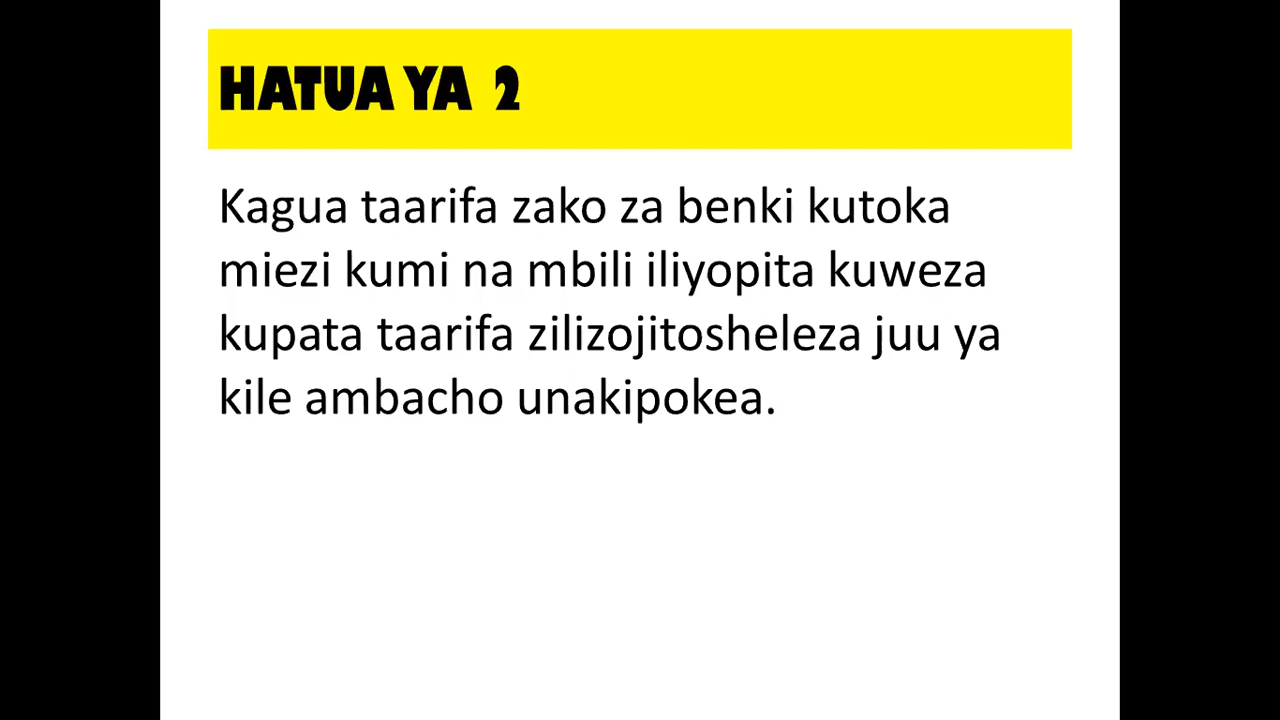 HATUA YA 2
Kagua taarifa zako za benki kutoka
miezi kumi na mbili iliyopita kuweza
kupata taarifa zilizojitosheleza juu ya
kile ambacho unakipokea.